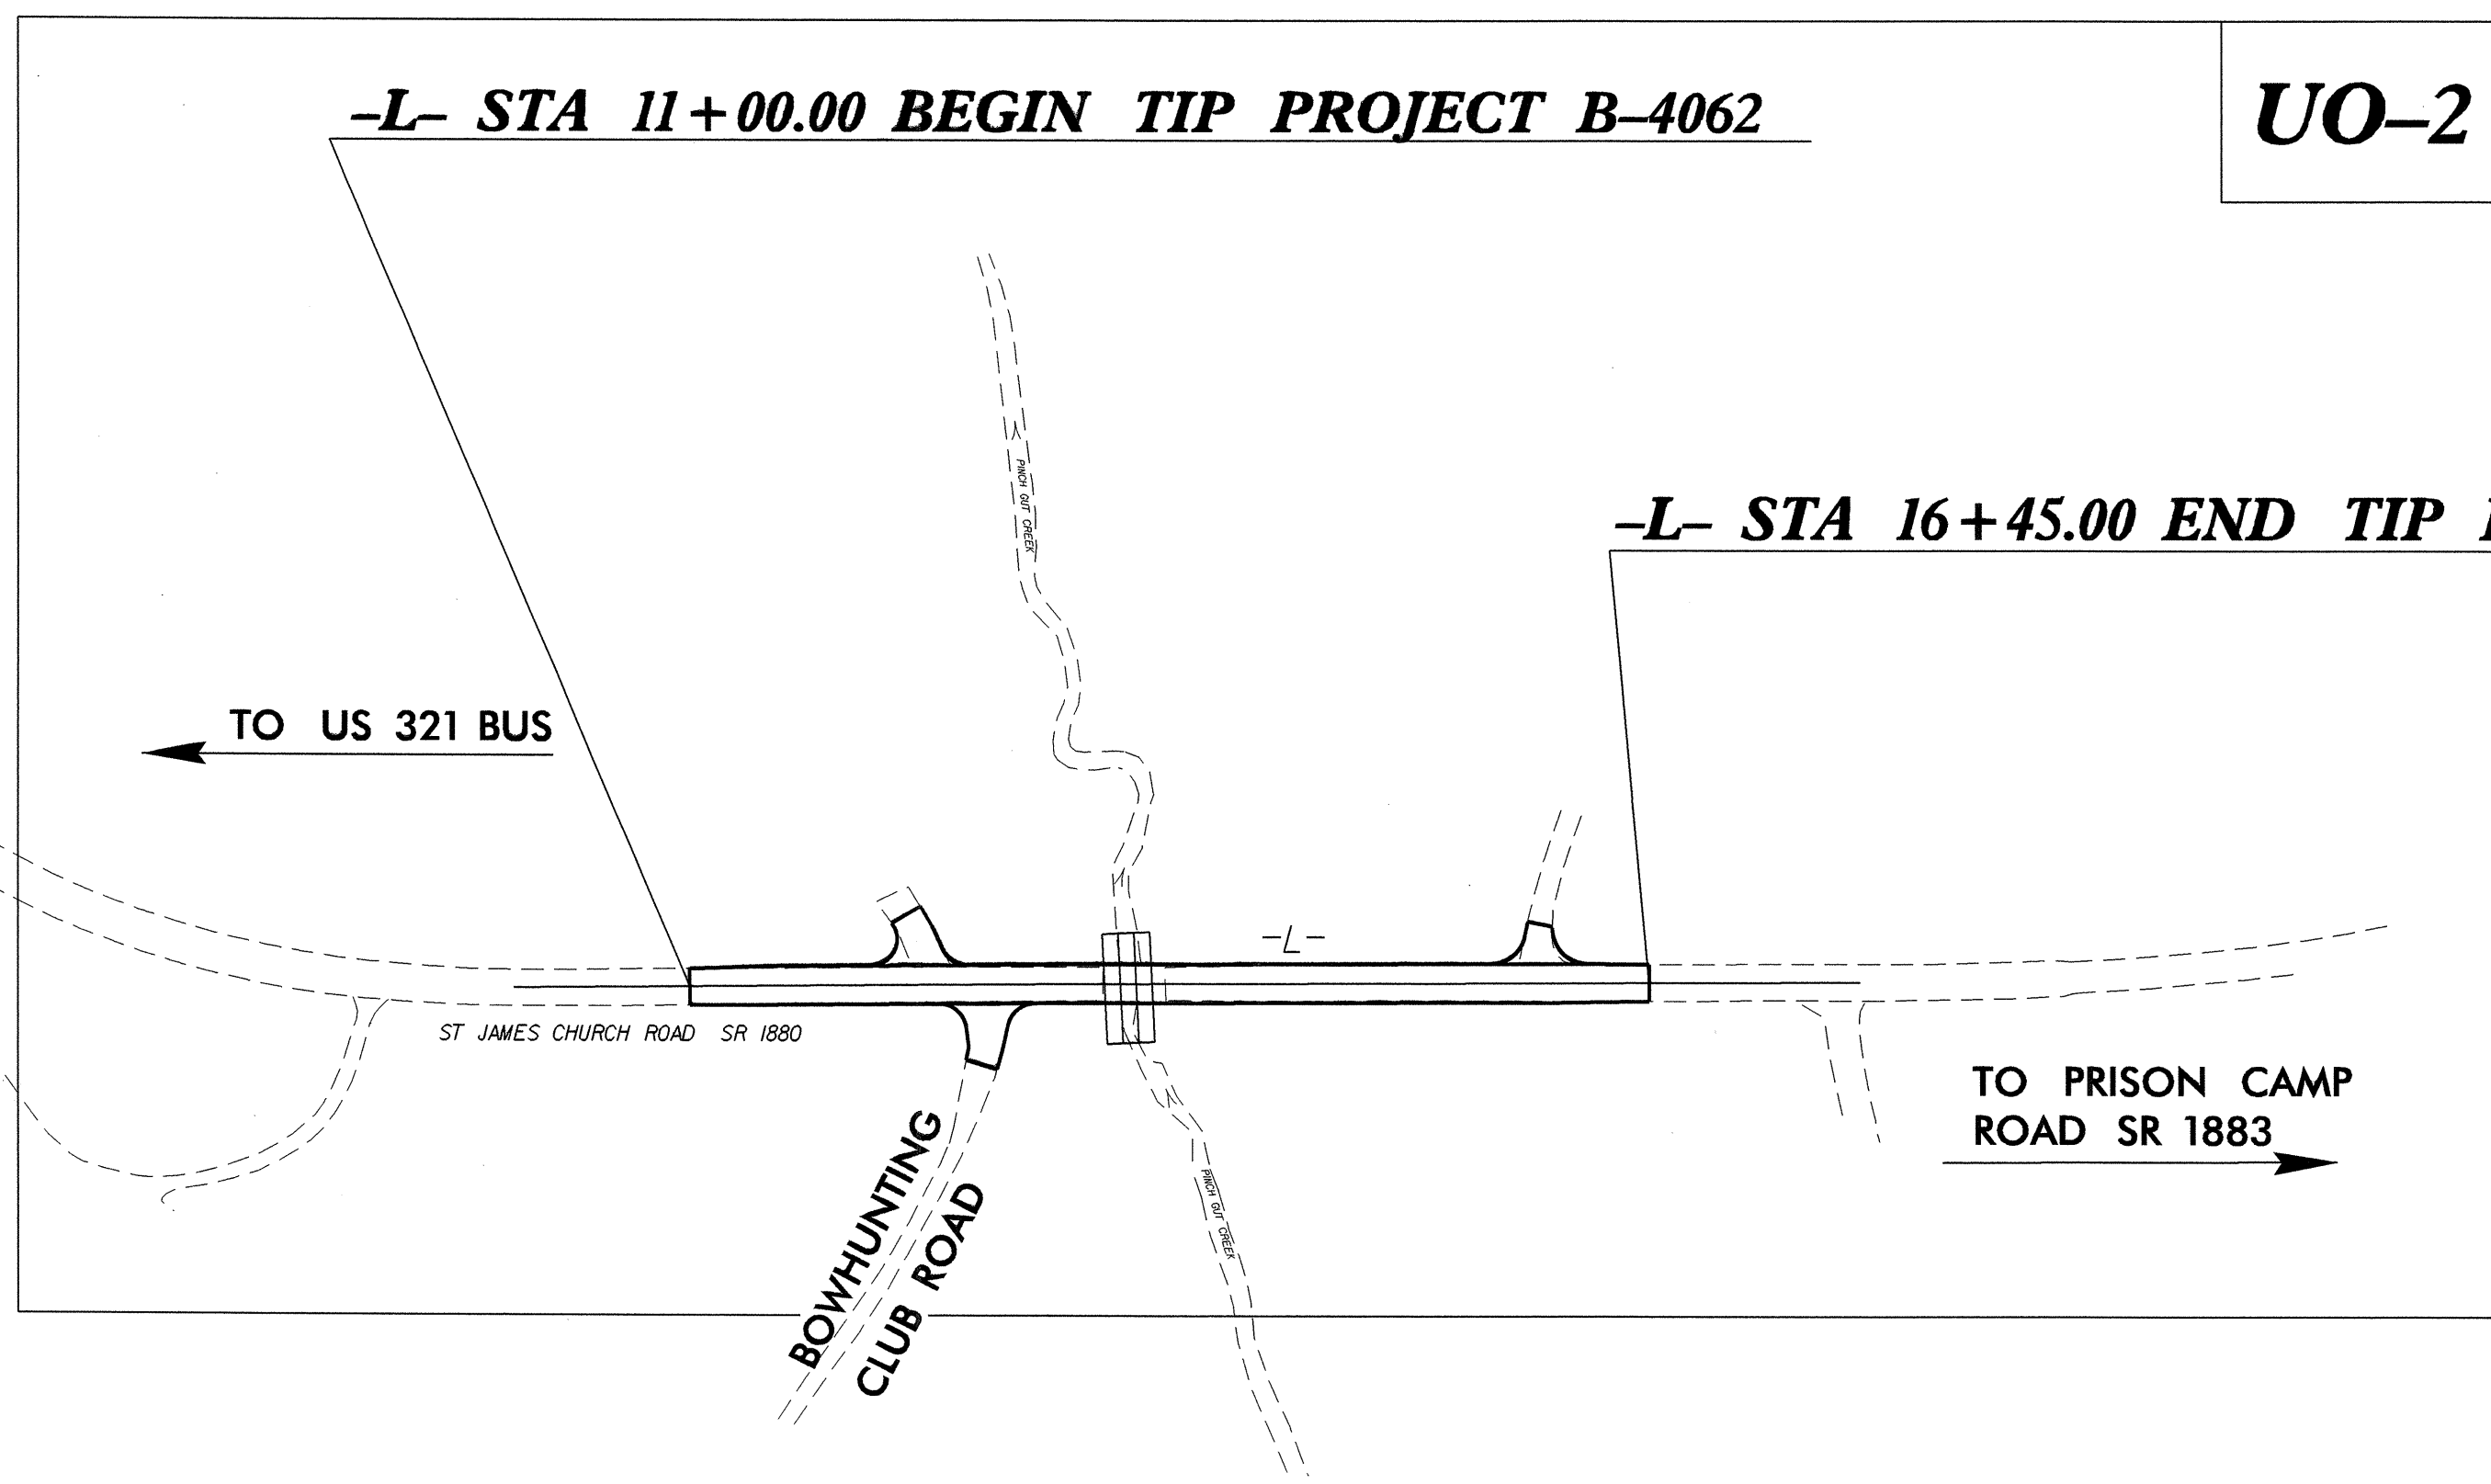 -L- STA 11+00.00 BEGIN TIP PROJECT B-4062
UO-2
PINCH GUT CREEK
-L- STA 16+45.00 END TIP
TO US 321 BUS
-L-
ST JAMES CHURCH ROAD SR 1880
TO PRISON CAMP
ROAD SR 1883
BOWHUNTING
CLUB ROAD
PINCH GUT CREEK